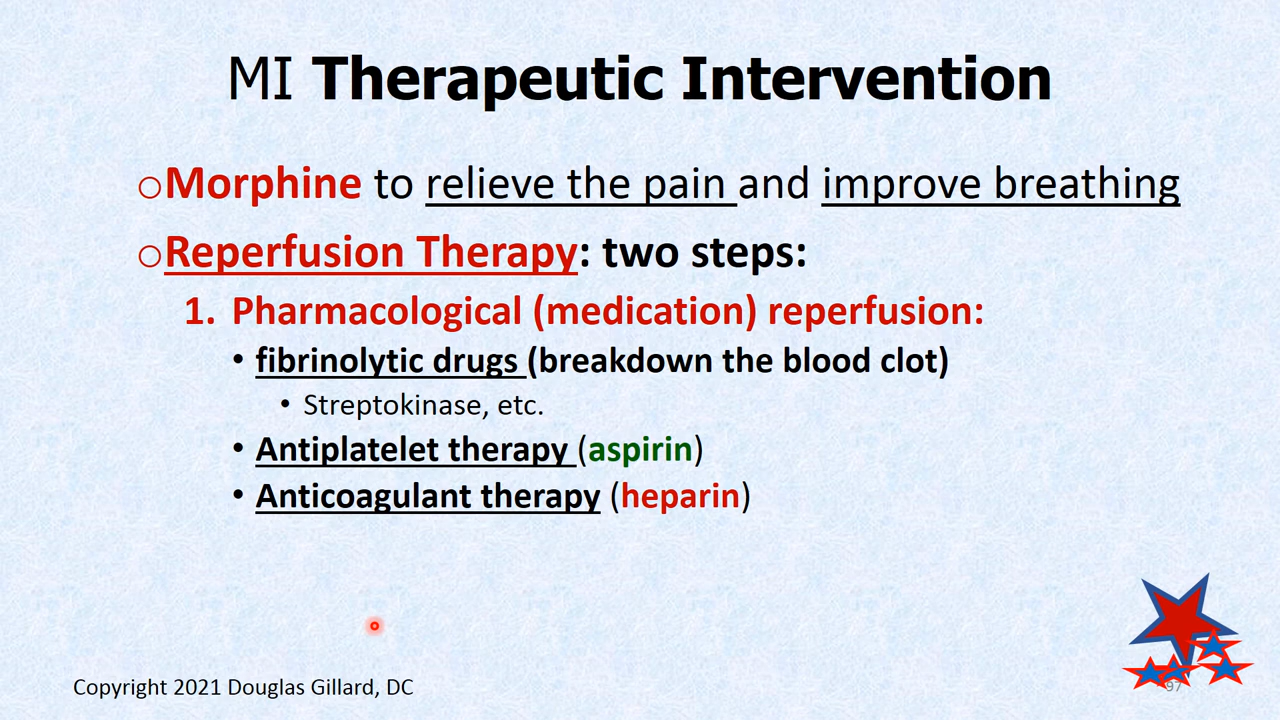 MI Therapeutic Intervention
oMorphine to relieve the pain and improve breathing
oReperfusion Therapy: two steps:
1. Pharmacological (medication) reperfusion:
• fibrinolytic drugs (breakdown the blood clot)
• Streptokinase, etc.
• Antiplatelet therapy (aspirin)
• Anticoagulant therapy (heparin)
Copyright 2021 Douglas Gillard, DC
97